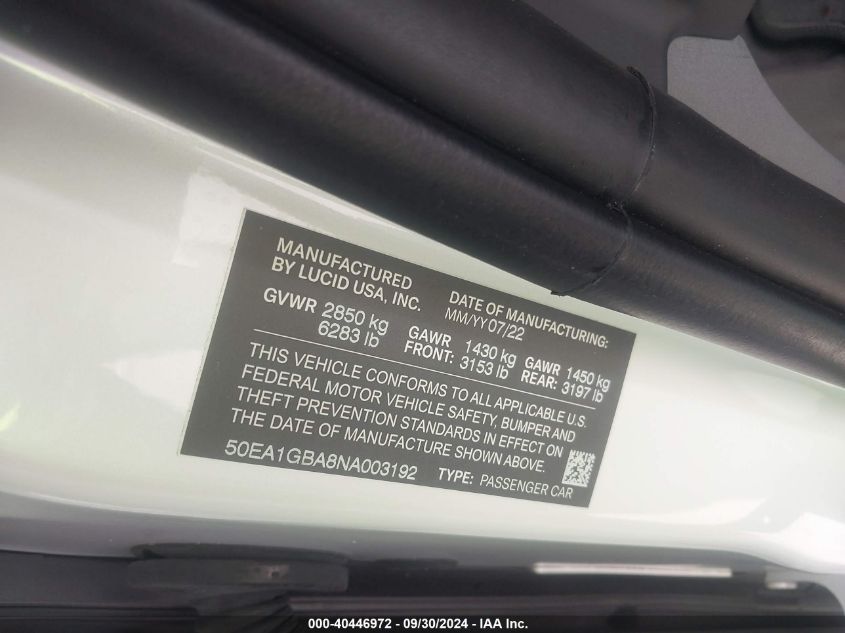 MANUFACTURED
BY LUCID USA, INC.
DATE OF MANUFACTURING:
MM/YY 07/22
GVWR 2850 kg
6283 lb
GAWR
FRONT: 1430 kg
3153 lb
GAWR
REAR: 1450 kg
3197 lb
THIS VEHICLE CONFORMS TO ALL APPLICABLE U.S.
FEDERAL MOTOR VEHICLE SAFETY, BUMPER AND
THEFT PREVENTION STANDARDS IN EFFECT ON
THE DATE OF MANUFACTURE SHOWN ABOVE.
50EA1GBA8NA003192
TYPE: PASSENGER CAR
000-40446972 - 09/30/2024 - IAA Inc.